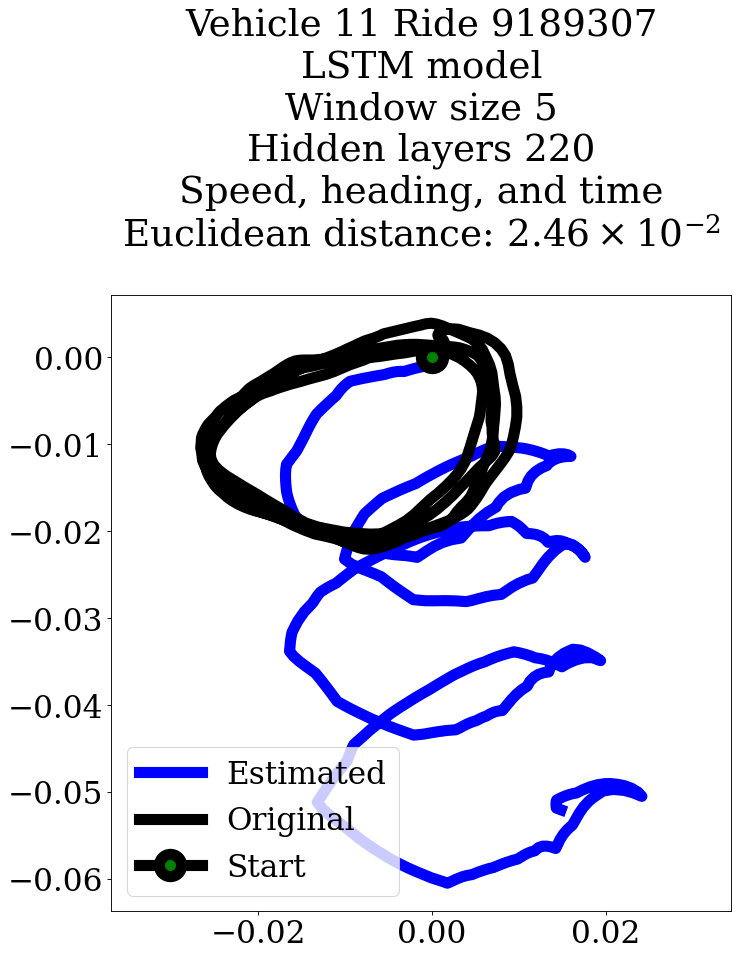 Vehicle 11 Ride 9189307
LSTM model
Window size 5
Hidden layers 220
Speed, heading, and time
Euclidean distance: 2.46 × 10⁻²
0.00
−0.01
−0.02
−0.03
−0.04
−0.05
−0.06
Estimated
Original
Start
−0.02 0.00 0.02